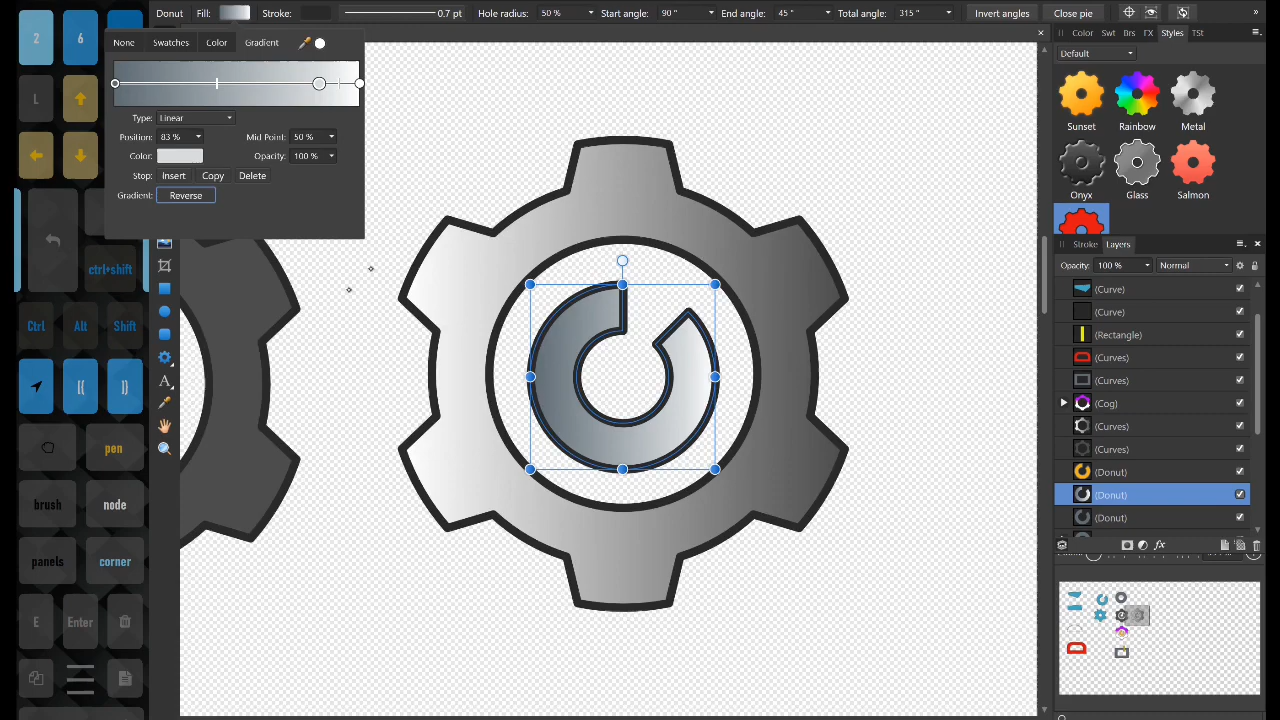 Donut Fill: Stroke: 0.7 pt Hole radius: 50 % Start angle: 90 ° End angle: 45 ° Total angle: 315 ° Invert angles Close pie »
None Swatches Color Gradient
Type: Linear
Position: 83 % Mid Point: 50 %
Color: Opacity: 100 %
Stop: Insert Copy Delete
Gradient: Reverse
2 6
L
ctrl+shift
Ctrl Alt Shift
[( )]
pen
brush node
panels corner
E Enter
A
Color Swt Brs FX Styles TSt
Default
Sunset Rainbow Metal
Onyx Glass Salmon
Stroke Layers
Opacity: 100 % Normal
(Curve)
(Curve)
(Rectangle)
(Curves)
(Curves)
(Cog)
(Curves)
(Curves)
(Donut)
(Donut)
(Donut)
fx